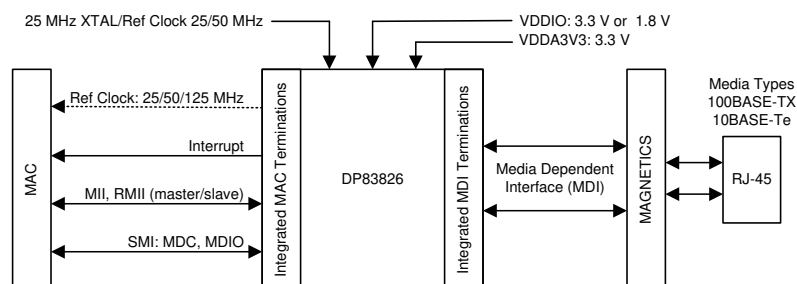 25 MHz XTAL/Ref Clock 25/50 MHz
VDDIO: 3.3 V or 1.8 V
VDDA3V3: 3.3 V
MAC
Ref Clock: 25/50/125 MHz
Interrupt
MII, RMII (master/slave)
SMI: MDC, MDIO
Integrated MAC Terminations
DP83826
Integrated MDI Terminations
Media Dependent
Interface (MDI)
MAGNETICS
Media Types
100BASE-TX
10BASE-Te
RJ-45